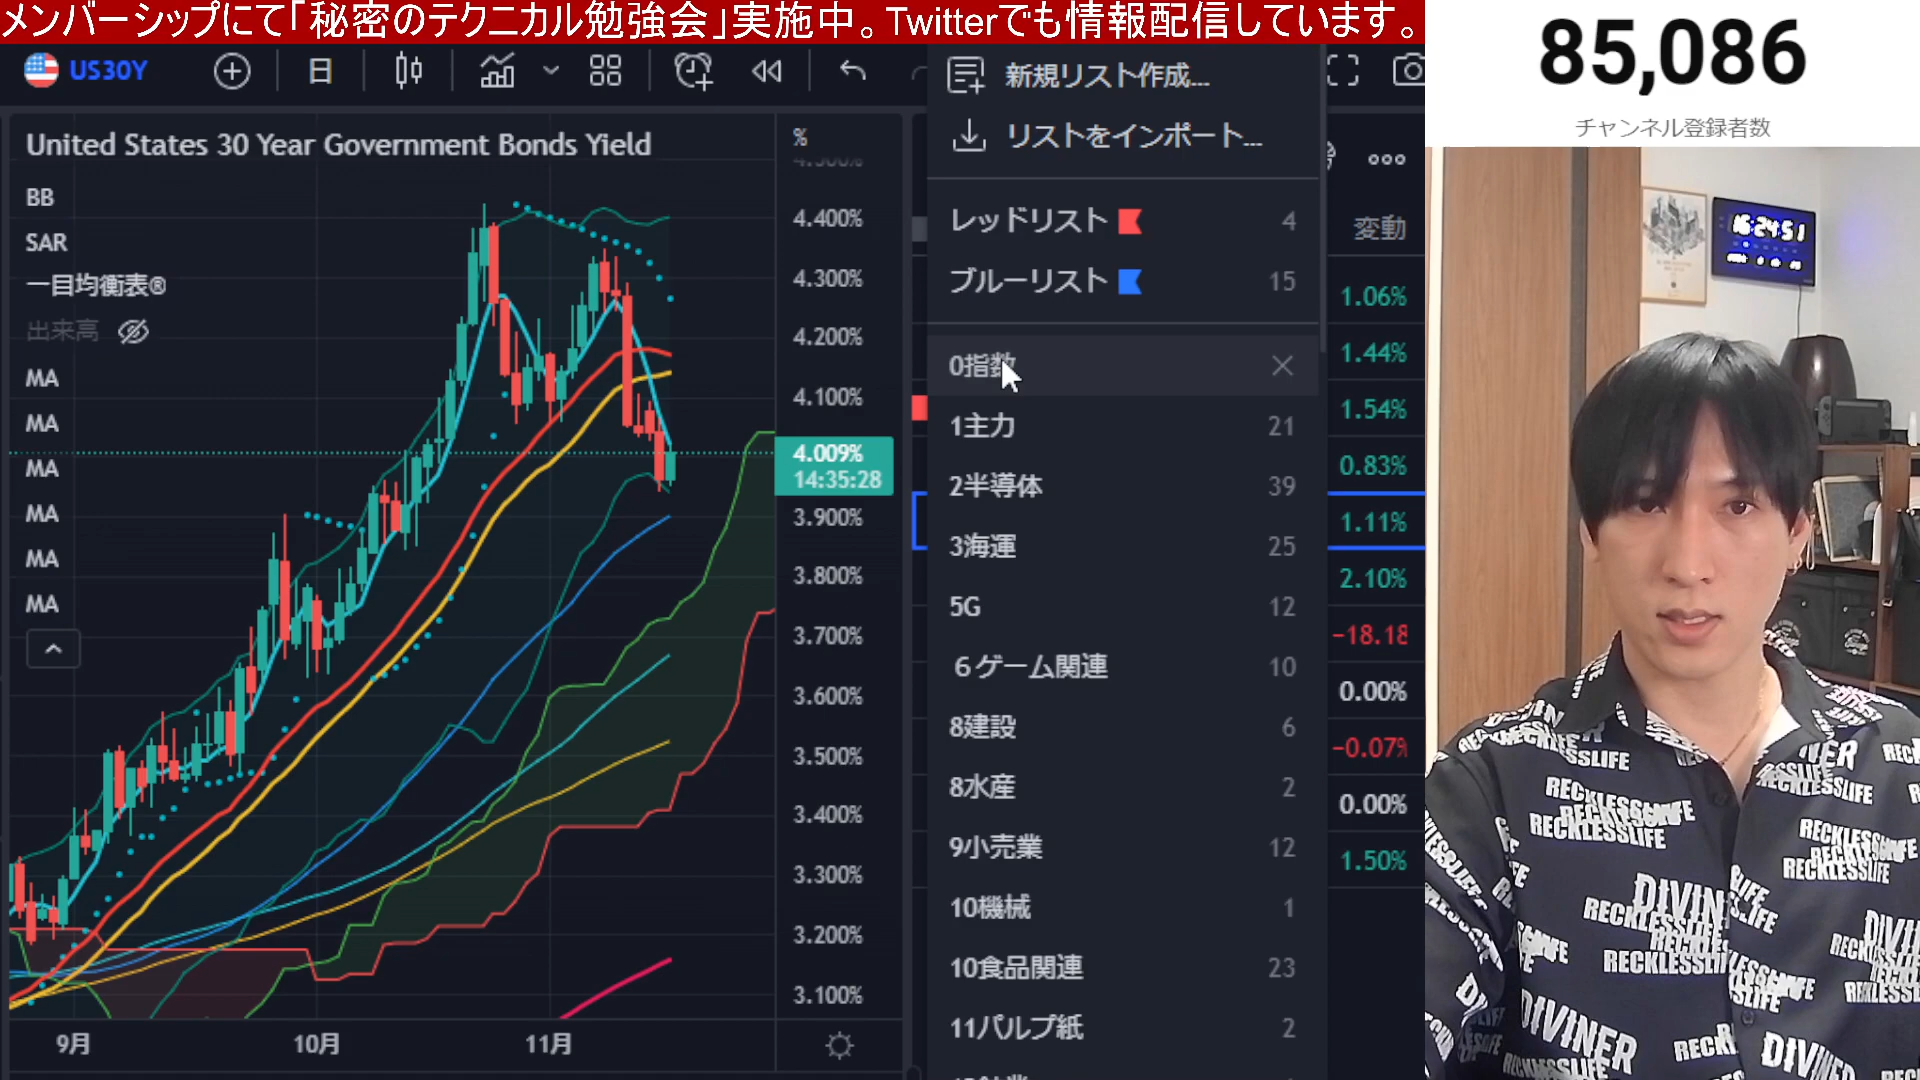 メンバーシップにて「秘密のテクニカル勉強会」実施中。Twitterでも情報配信しています。
85,086
チャンネル登録者数
US30Y
日
United States 30 Year Government Bonds Yield
BB
SAR
一目均衡表®
出来高
MA
MA
MA
MA
MA
MA
%
4.400%
4.300%
4.200%
4.100%
4.009%
14:35:28
3.900%
3.800%
3.700%
3.600%
3.500%
3.400%
3.300%
3.200%
3.100%
9月
10月
11月
新規リスト作成...
リストをインポート...
レッドリスト 4
ブルーリスト 15
0指数
1主力 21
2半導体 39
3海運 25
5G 12
６ゲーム関連 10
8建設 6
8水産 2
9小売業 12
10機械 1
10食品関連 23
11パルプ紙 2
変動
1.06%
1.44%
1.54%
0.83%
1.11%
2.10%
-18.18
0.00%
-0.07%
0.00%
1.50%
16:24:51
RECKLESSLIFE
RECKLESSLIFE
DIVINER
RECKLESSLIFE
DIVINER